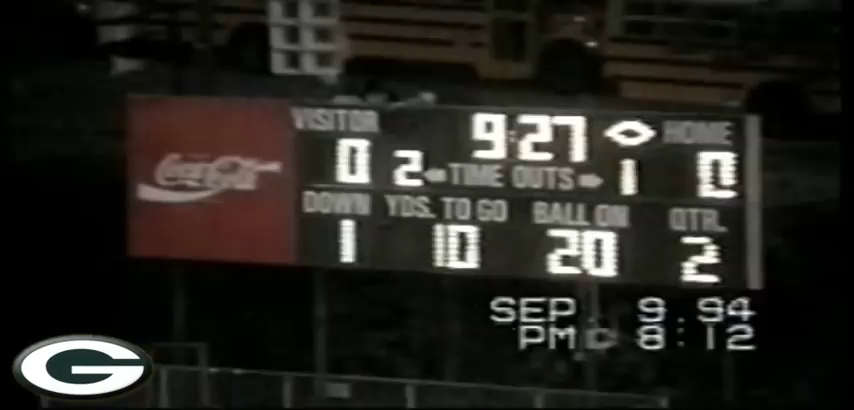 VISITOR 9:27 HOME
0 2 TIME OUTS 1 0
Coca-Cola
DOWN YDS. TO GO BALL ON QTR.
1 10 20 2
SEP. 9. 94
PM 8:12
G